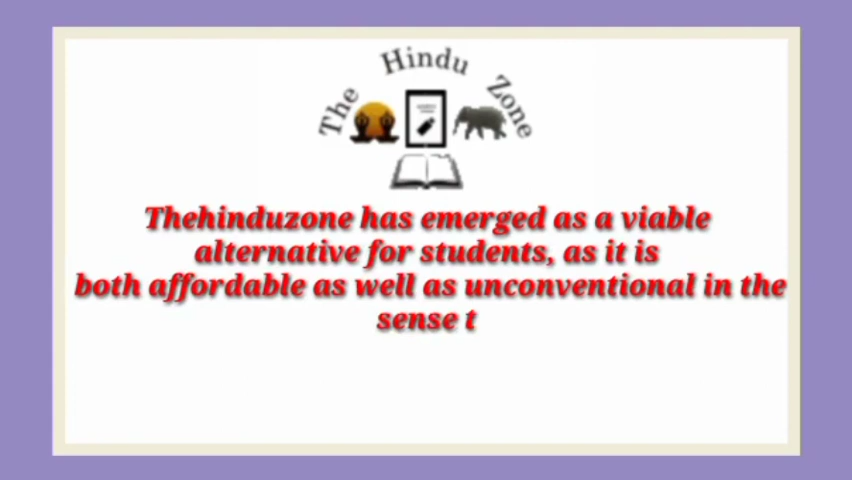 The Hindu Zone
Thehinduzone has emerged as a viable
alternative for students, as it is
both affordable as well as unconventional in the
sense t